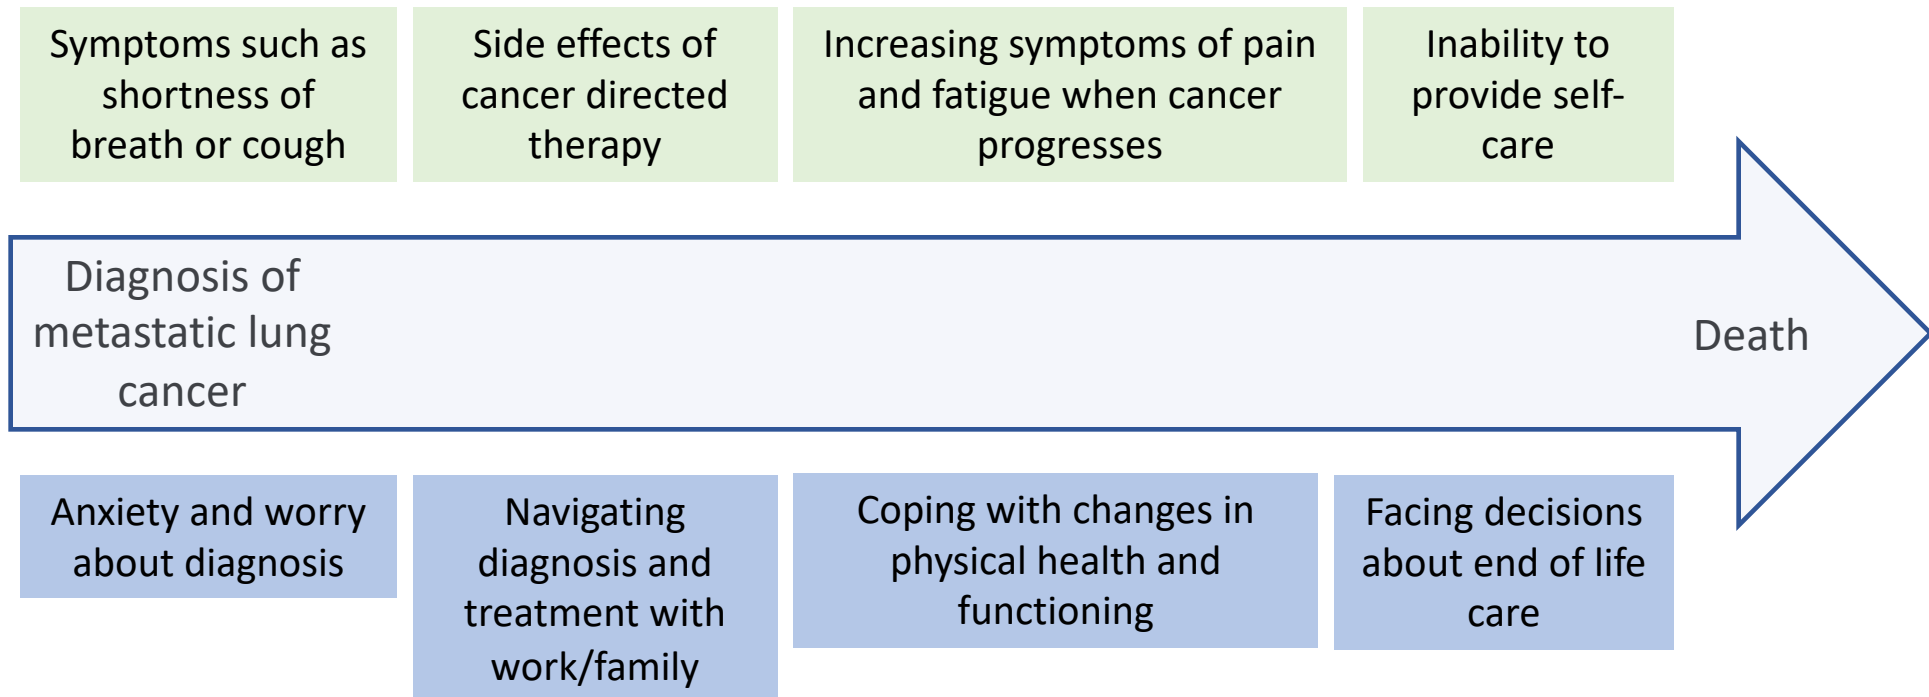 Symptoms such as
shortness of
breath or cough
Side effects of
cancer directed
therapy
Increasing symptoms of pain
and fatigue when cancer
progresses
Inability to
provide self-
care
Diagnosis of
metastatic lung
cancer
Death
Anxiety and worry
about diagnosis
Navigating
diagnosis and
treatment with
work/family
Coping with changes in
physical health and
functioning
Facing decisions
about end of life
care